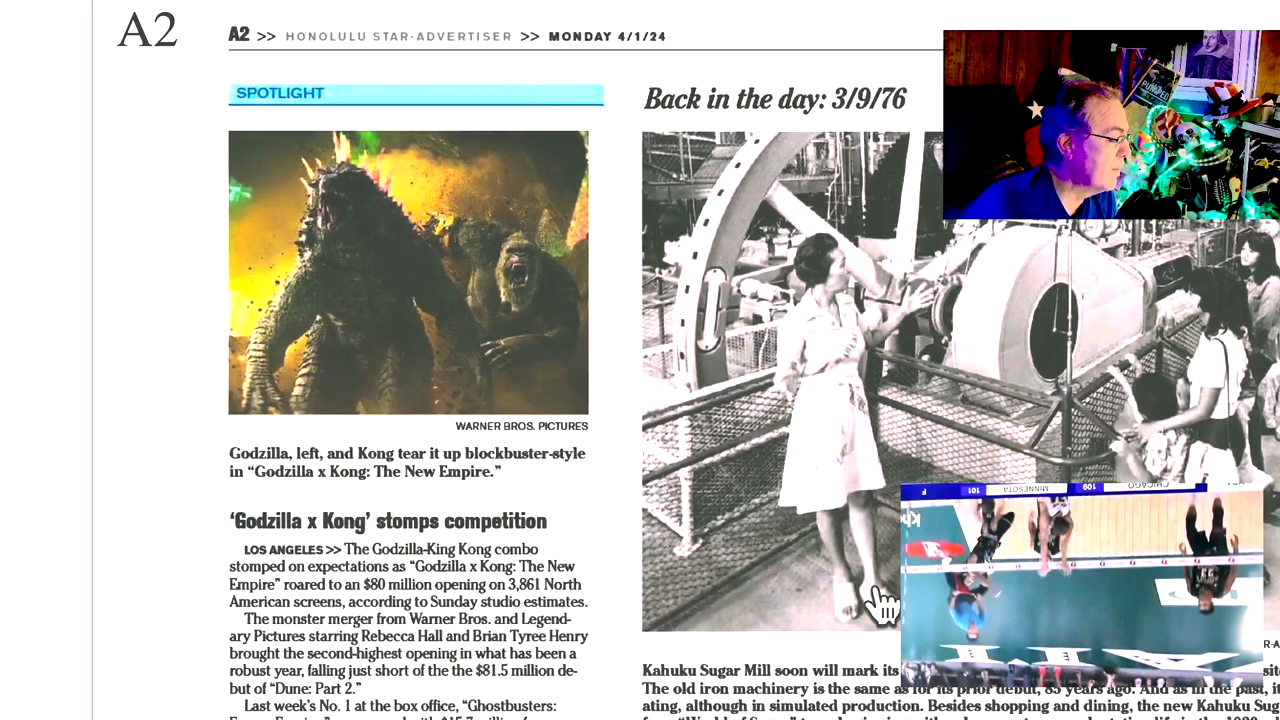 A2
A2 >> HONOLULU STAR-ADVERTISER >> MONDAY 4/1/24
SPOTLIGHT
WARNER BROS. PICTURES
Godzilla, left, and Kong tear it up blockbuster-style
in “Godzilla x Kong: The New Empire.”
‘Godzilla x Kong’ stomps competition
LOS ANGELES >> The Godzilla-King Kong combo
stomped on expectations as “Godzilla x Kong: The New
Empire” roared to an $80 million opening on 3,861 North
American screens, according to Sunday studio estimates.
The monster merger from Warner Bros. and Legend-
ary Pictures starring Rebecca Hall and Brian Tyree Henry
brought the second-highest opening in what has been a
robust year, falling just short of the the $81.5 million de-
but of “Dune: Part 2.”
Last week’s No. 1 at the box office, “Ghostbusters:
Back in the day: 3/9/76
PUMPED
F 101 MINNESOTA 109 CHICAGO
Kahuku Sugar Mill soon will mark its
The old iron machinery is the same as for its prior debut, 85 years ago. And as in the past, it
ating, although in simulated production. Besides shopping and dining, the new Kahuku Sug